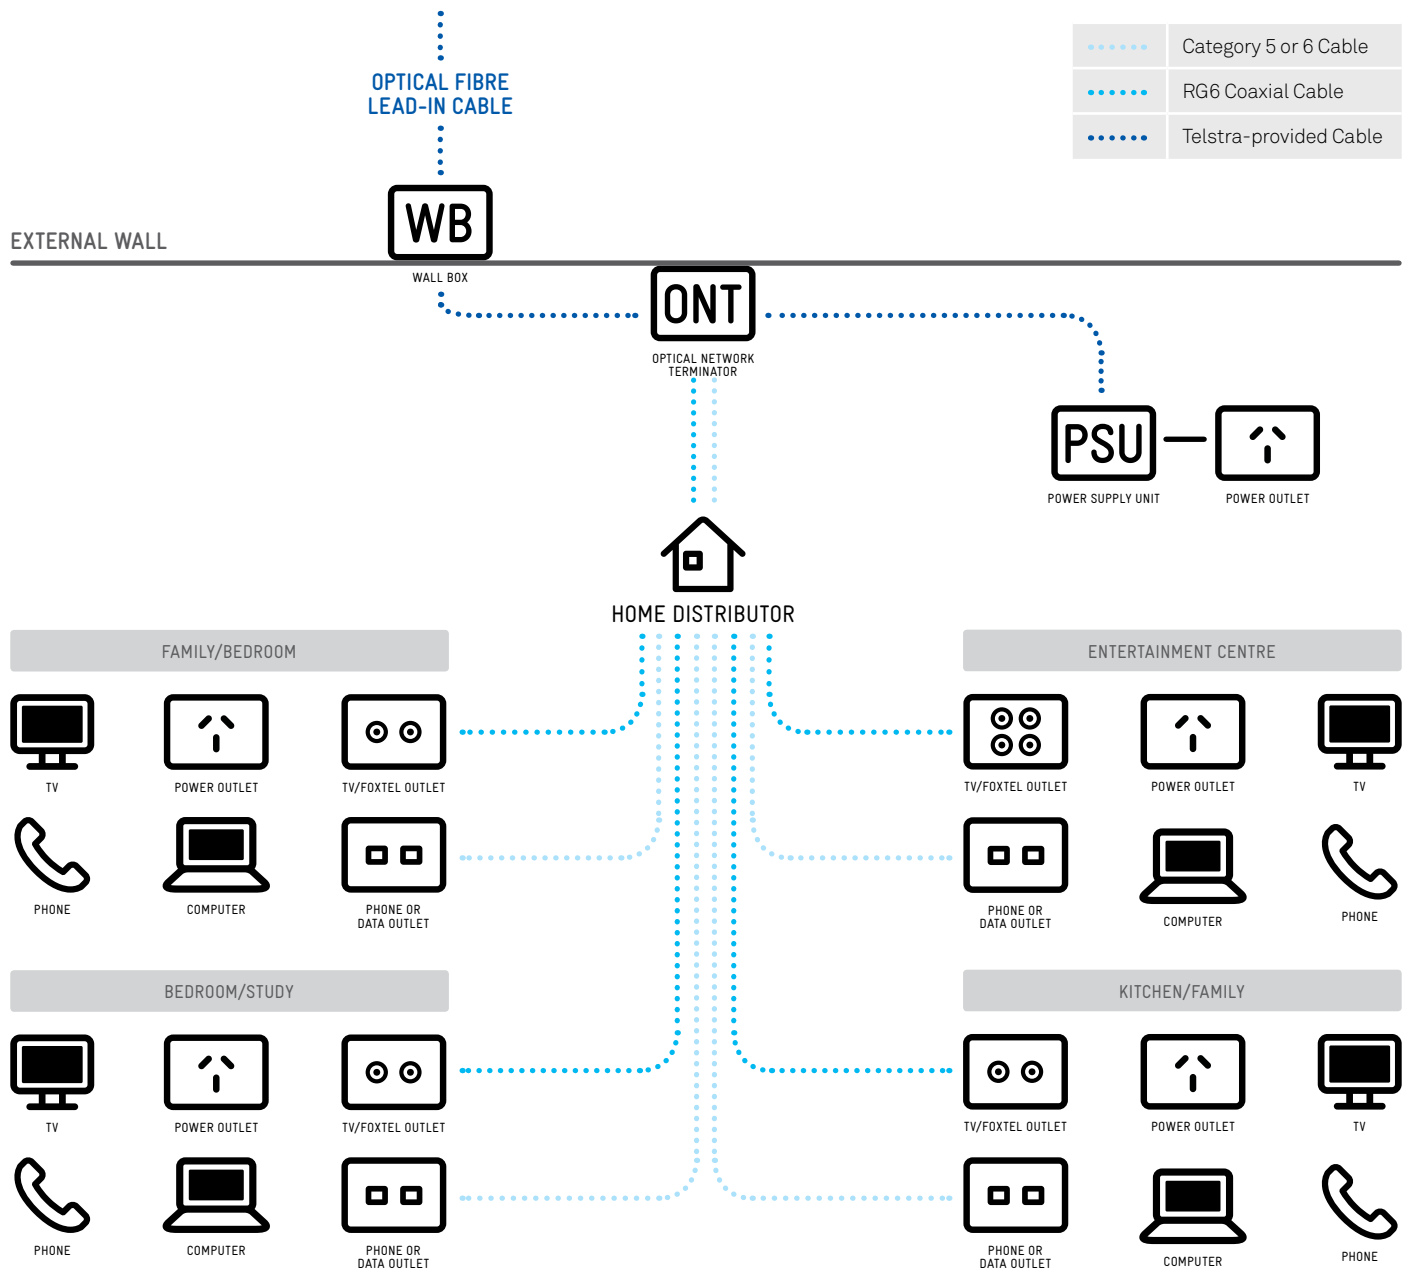 OPTICAL FIBRE
LEAD-IN CABLE
Category 5 or 6 Cable
RG6 Coaxial Cable
Telstra-provided Cable
WB
EXTERNAL WALL
WALL BOX
ONT
OPTICAL NETWORK
TERMINATOR
PSU
POWER SUPPLY UNIT
POWER OUTLET
HOME DISTRIBUTOR
FAMILY/BEDROOM
TV
POWER OUTLET
TV/FOXTEL OUTLET
PHONE
COMPUTER
PHONE OR
DATA OUTLET
ENTERTAINMENT CENTRE
TV/FOXTEL OUTLET
POWER OUTLET
TV
PHONE OR
DATA OUTLET
COMPUTER
PHONE
BEDROOM/STUDY
TV
POWER OUTLET
TV/FOXTEL OUTLET
PHONE
COMPUTER
PHONE OR
DATA OUTLET
KITCHEN/FAMILY
TV/FOXTEL OUTLET
POWER OUTLET
TV
PHONE OR
DATA OUTLET
COMPUTER
PHONE